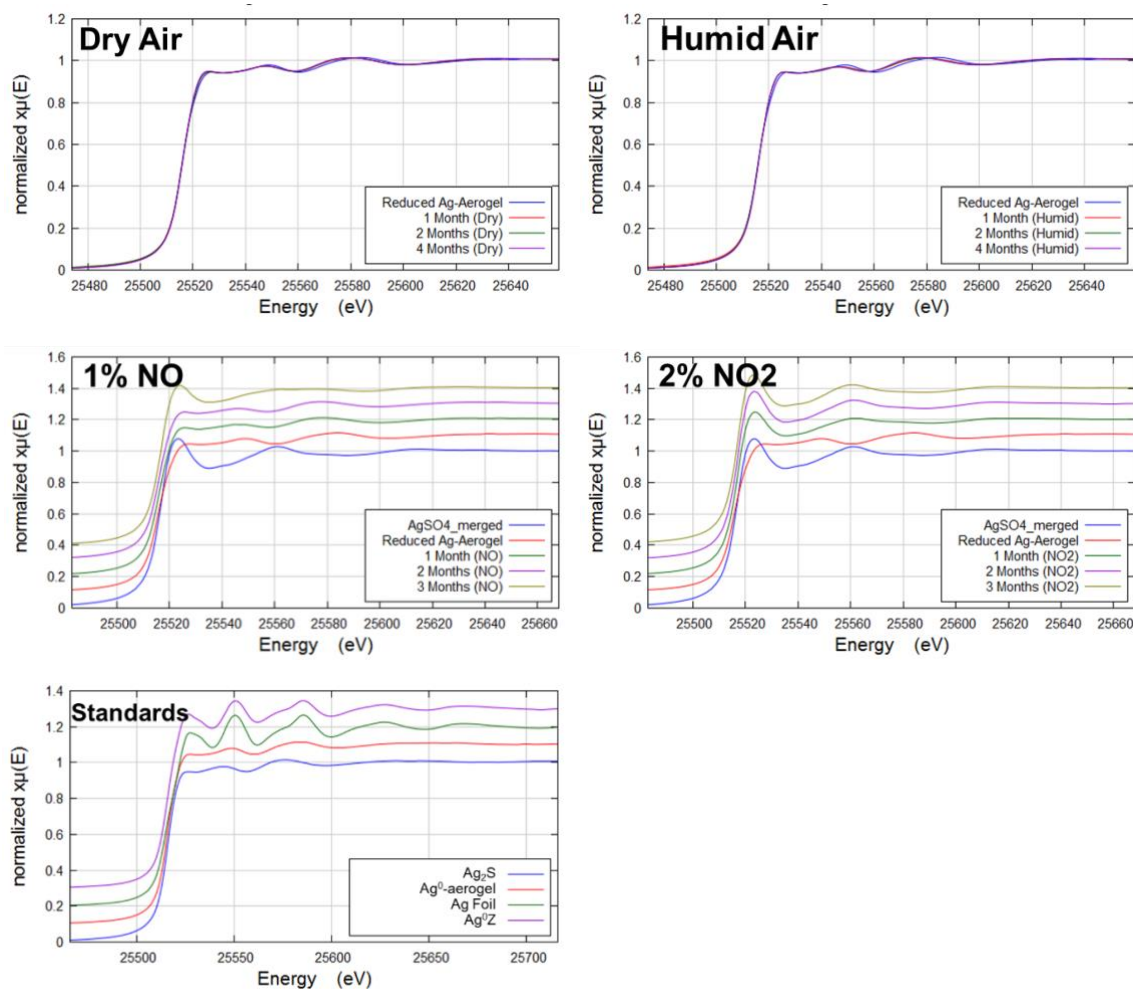 Dry Air
1.2
1
0.8
0.6
0.4
0.2
0
normalized xμ(E)
Reduced Ag-Aerogel
1 Month (Dry)
2 Months (Dry)
4 Months (Dry)
25480 25500 25520 25540 25560 25580 25600 25620 25640
Energy (eV)
Humid Air
1.2
1
0.8
0.6
0.4
0.2
0
normalized xμ(E)
Reduced Ag-Aerogel
1 Month (Humid)
2 Months (Humid)
4 Months (Humid)
25480 25500 25520 25540 25560 25580 25600 25620 25640
Energy (eV)
1% NO
1.6
1.4
1.2
1
0.8
0.6
0.4
0.2
0
normalized xμ(E)
AgSO4_merged
Reduced Ag-Aerogel
1 Month (NO)
2 Months (NO)
3 Months (NO)
25500 25520 25540 25560 25580 25600 25620 25640 25660
Energy (eV)
2% NO2
1.6
1.4
1.2
1
0.8
0.6
0.4
0.2
0
normalized xμ(E)
AgSO4_merged
Reduced Ag-Aerogel
1 Month (NO2)
2 Months (NO2)
3 Months (NO2)
25500 25520 25540 25560 25580 25600 25620 25640 25660
Energy (eV)
Standards
1.4
1.2
1
0.8
0.6
0.4
0.2
0
normalized xμ(E)
Ag₂S
Ag⁰-aerogel
Ag Foil
Ag⁰Z
25500 25550 25600 25650 25700
Energy (eV)